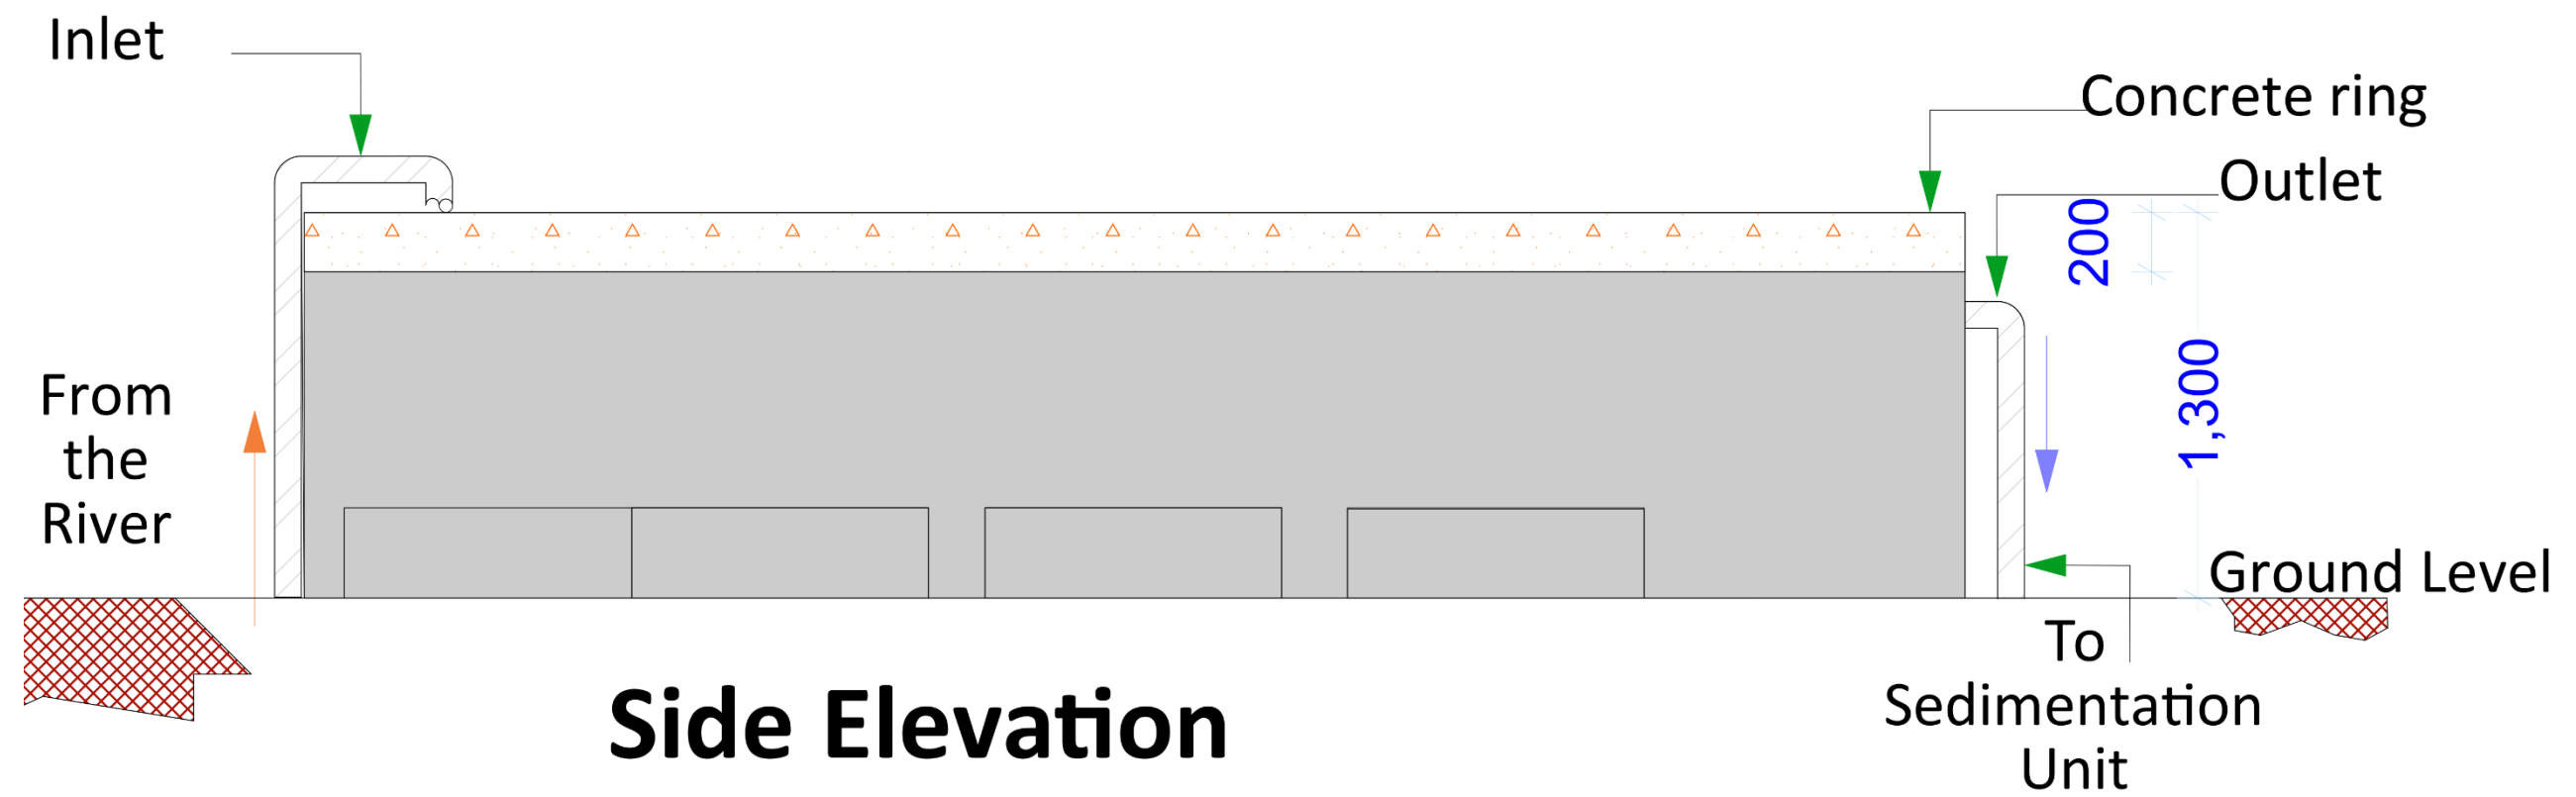 Inlet
Concrete ring
Outlet
200
1,300
From
the
River
Ground Level
To
Sedimentation
Unit
Side Elevation